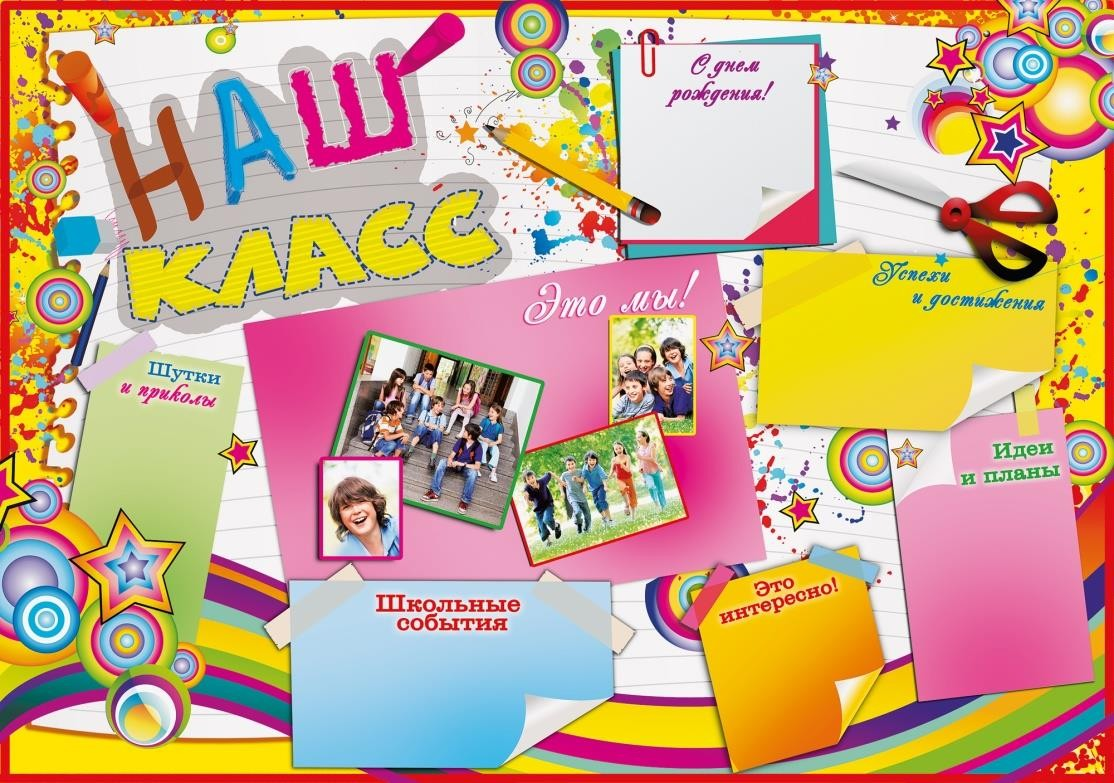 НАШ
КЛАСС
С днем
рождения!
Это мы!
Успехи
и достижения
Шутки
и приколы
Идеи
и планы
Школьные
события
Это
интересно!